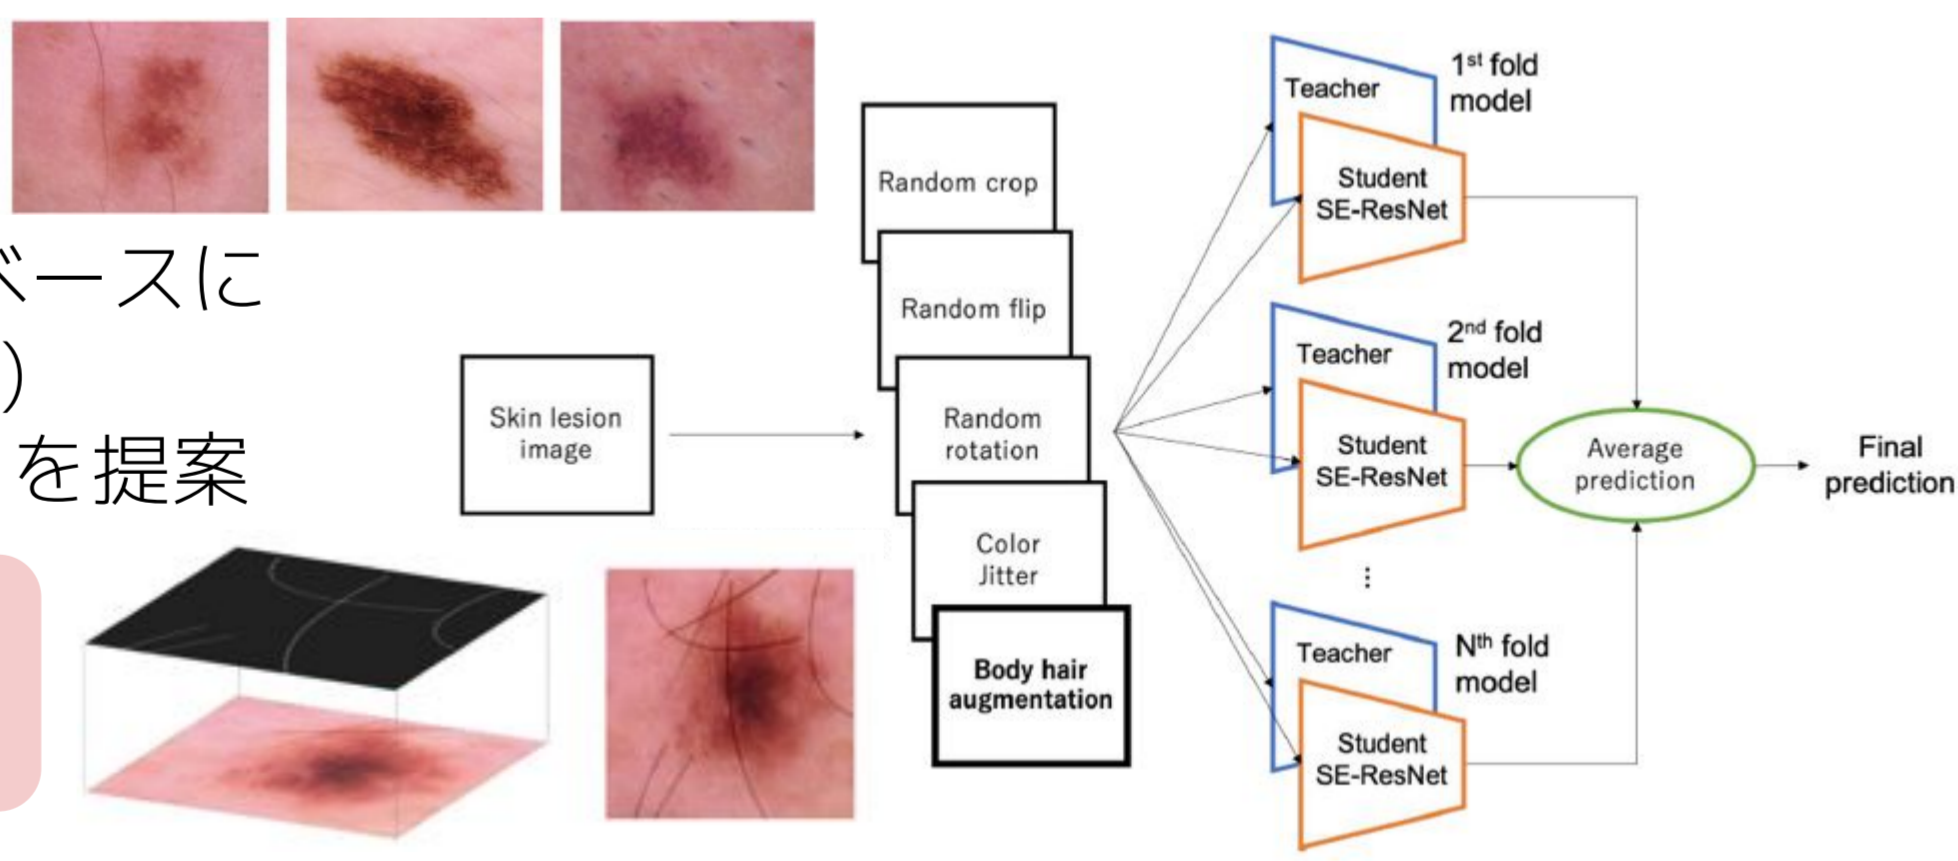 ベースに
)
を提案
Skin lesion
image
Random crop
Random flip
Random
rotation
Color
Jitter
Body hair
augmentation
Teacher
1st fold
model
Student
SE-ResNet
Teacher
2nd fold
model
Student
SE-ResNet
⋮
Teacher
Nth fold
model
Student
SE-ResNet
Average
prediction
Final
prediction